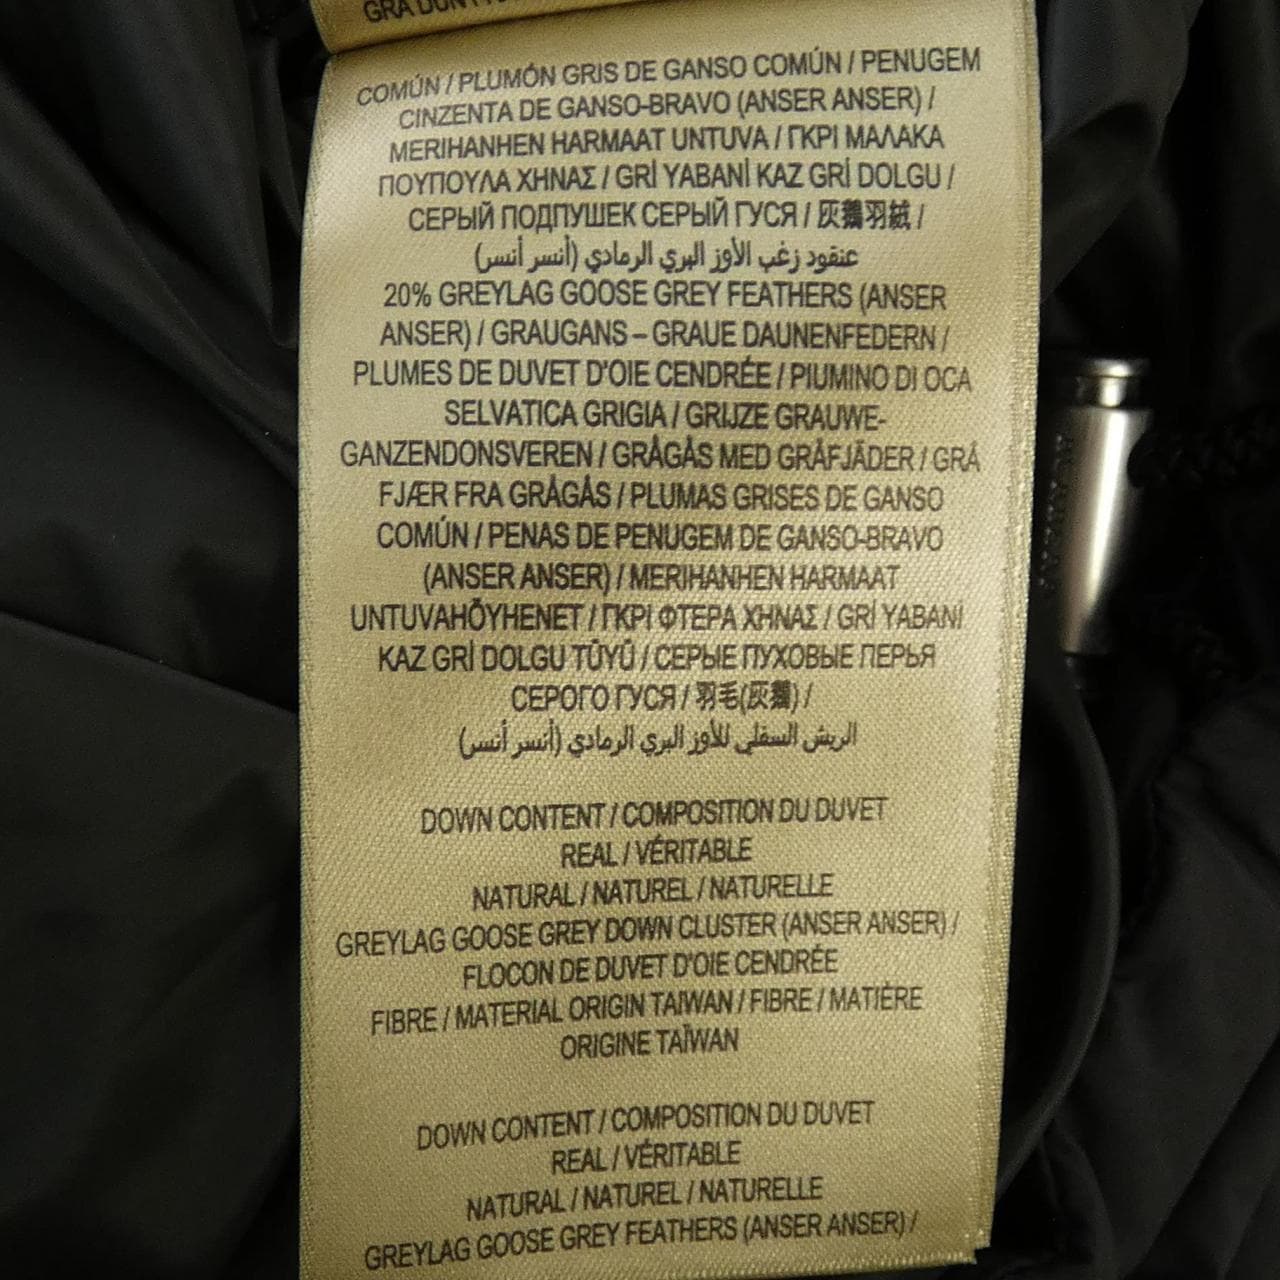 COMÚN / PLUMÓN GRIS DE GANSO COMÚN / PENUGEM
CINZENTA DE GANSO-BRAVO (ANSER ANSER) /
MERIHANHEN HARMAAT UNTUVA / ΓΚΡΙ ΜΑΛΑΚΑ
ΠΟΥΠΟΥΛΑ ΧΗΝΑΣ / GRİ YABANİ KAZ GRİ DOLGU /
СЕРЫЙ ПОДПУШЕК СЕРЫЙ ГУСЯ / 灰鵝羽絨 /
عنقود زغب الأوز البري الرمادي (أنسر أنسر)
20% GREYLAG GOOSE GREY FEATHERS (ANSER
ANSER) / GRAUGANS – GRAUE DAUNENFEDERN /
PLUMES DE DUVET D'OIE CENDRÉE / PIUMINO DI OCA
SELVATICA GRIGIA / GRIJZE GRAUWE-
GANZENDONSVEREN / GRÅGÅS MED GRÅFJÄDER / GRÅ
FJÆR FRA GRÅGÅS / PLUMAS GRISES DE GANSO
COMÚN / PENAS DE PENUGEM DE GANSO-BRAVO
(ANSER ANSER) / MERIHANHEN HARMAAT
UNTUVAHÖYHENET / ΓΚΡΙ ΦΤΕΡΑ ΧΗΝΑΣ / GRİ YABANİ
KAZ GRİ DOLGU TÜYÜ / СЕРЫЕ ПУХОВЫЕ ПЕРЬЯ
СЕРОГО ГУСЯ / 羽毛(灰鵝) /
الريش السفلي للأوز البري الرمادي (أنسر أنسر)
DOWN CONTENT / COMPOSITION DU DUVET
REAL / VÉRITABLE
NATURAL / NATUREL / NATURELLE
GREYLAG GOOSE GREY DOWN CLUSTER (ANSER ANSER) /
FLOCON DE DUVET D'OIE CENDRÉE
FIBRE / MATERIAL ORIGIN TAIWAN / FIBRE / MATIÈRE
ORIGINE TAÏWAN
DOWN CONTENT / COMPOSITION DU DUVET
REAL / VÉRITABLE
NATURAL / NATUREL / NATURELLE
GREYLAG GOOSE GREY FEATHERS (ANSER ANSER) /